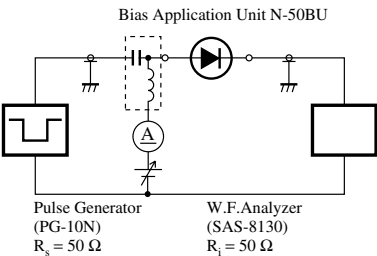 Bias Application Unit N-50BU
A
Pulse Generator
(PG-10N)
Rs = 50 Ω
W.F.Analyzer
(SAS-8130)
Ri = 50 Ω